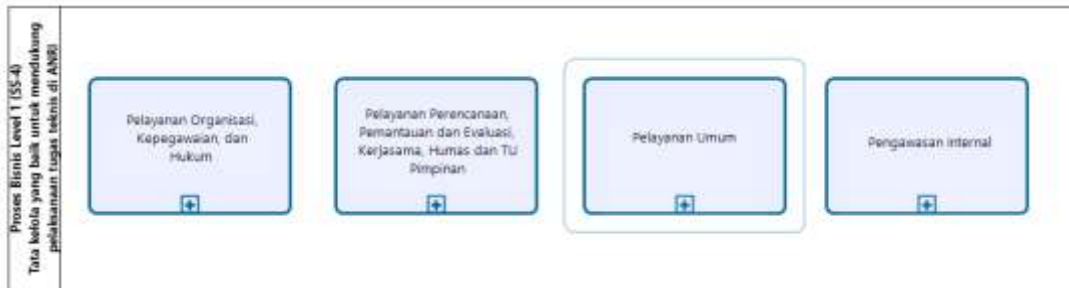 Proses Bisnis Level 1 (SS-4)
Tata kelola yang baik untuk mendukung
pelaksanaan tugas teknis di ANRI
Pelayanan Organisasi,
Kepegawaian, dan
Hukum
Pelayanan Perencanaan,
Pemantauan dan Evaluasi,
Kerjasama, Humas dan TU
Pimpinan
Pelayanan Umum
Pengawasan Internal